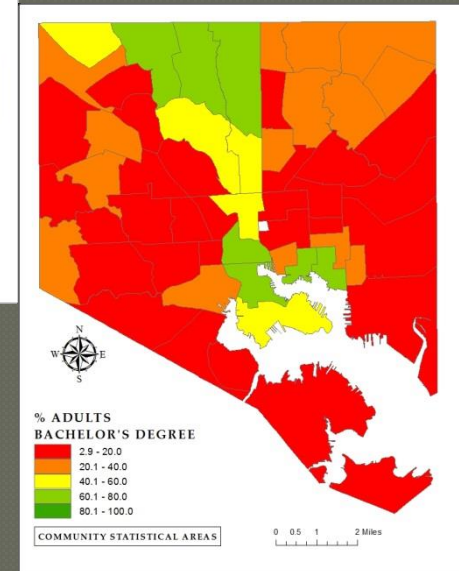 N
W E
S
% ADULTS
BACHELOR'S DEGREE
2.9 - 20.0
20.1 - 40.0
40.1 - 60.0
60.1 - 80.0
80.1 - 100.0
COMMUNITY STATISTICAL AREAS
0 0.5 1 2 Miles